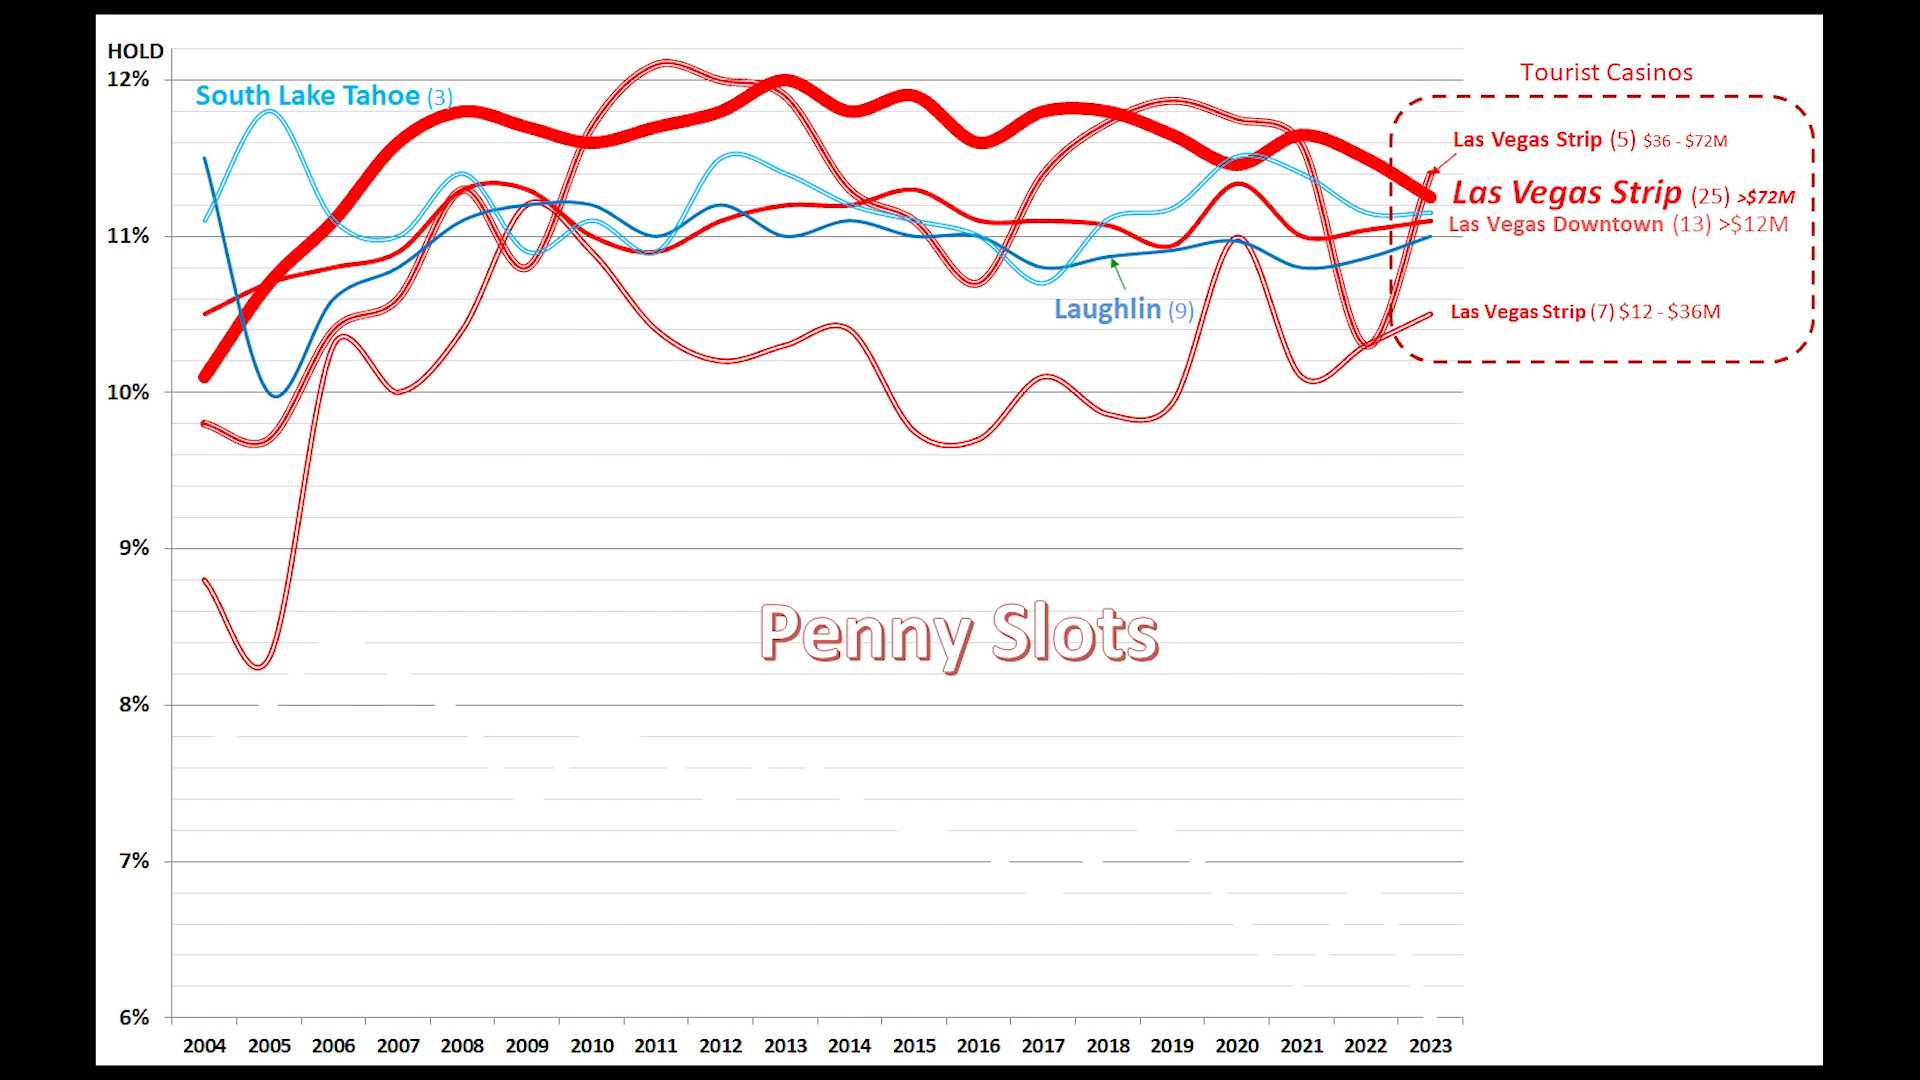 HOLD
12%
11%
10%
9%
8%
7%
6%
South Lake Tahoe (3)
Tourist Casinos
Las Vegas Strip (5) $36 - $72M
Las Vegas Strip (25) >$72M
Las Vegas Downtown (13) >$12M
Laughlin (9)
Las Vegas Strip (7) $12 - $36M
Penny Slots
2004 2005 2006 2007 2008 2009 2010 2011 2012 2013 2014 2015 2016 2017 2018 2019 2020 2021 2022 2023